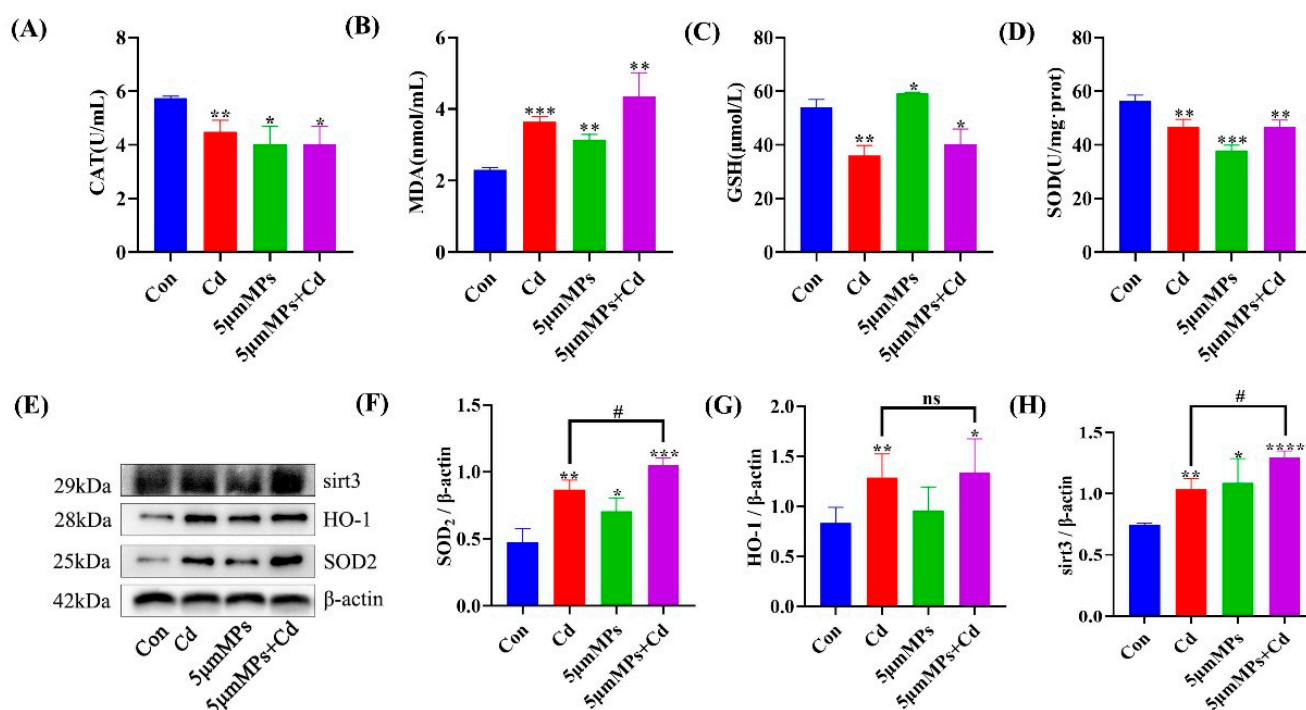 (A)
CAT(U/mL)
8
6
4
2
0
**
*
*
Con
Cd
5μmMPs
5μmMPs+Cd
(B)
MDA(nmol/mL)
6
4
2
0
***
**
**
Con
Cd
5μmMPs
5μmMPs+Cd
(C)
GSH(μmol/L)
80
60
40
20
0
**
*
*
Con
Cd
5μmMPs
5μmMPs+Cd
(D)
SOD(U/mg·prot)
80
60
40
20
0
**
***
**
Con
Cd
5μmMPs
5μmMPs+Cd
(E)
29kDa sirt3
28kDa HO-1
25kDa SOD2
42kDa β-actin
Con
Cd
5μmMPs
5μmMPs+Cd
(F)
SOD₂ / β-actin
1.5
1.0
0.5
0.0
#
**
*
***
Con
Cd
5μmMPs
5μmMPs+Cd
(G)
HO-1 / β-actin
2.0
1.5
1.0
0.5
0.0
ns
**
*
Con
Cd
5μmMPs
5μmMPs+Cd
(H)
sirt3 / β-actin
1.5
1.0
0.5
0.0
#
**
*
****
Con
Cd
5μmMPs
5μmMPs+Cd